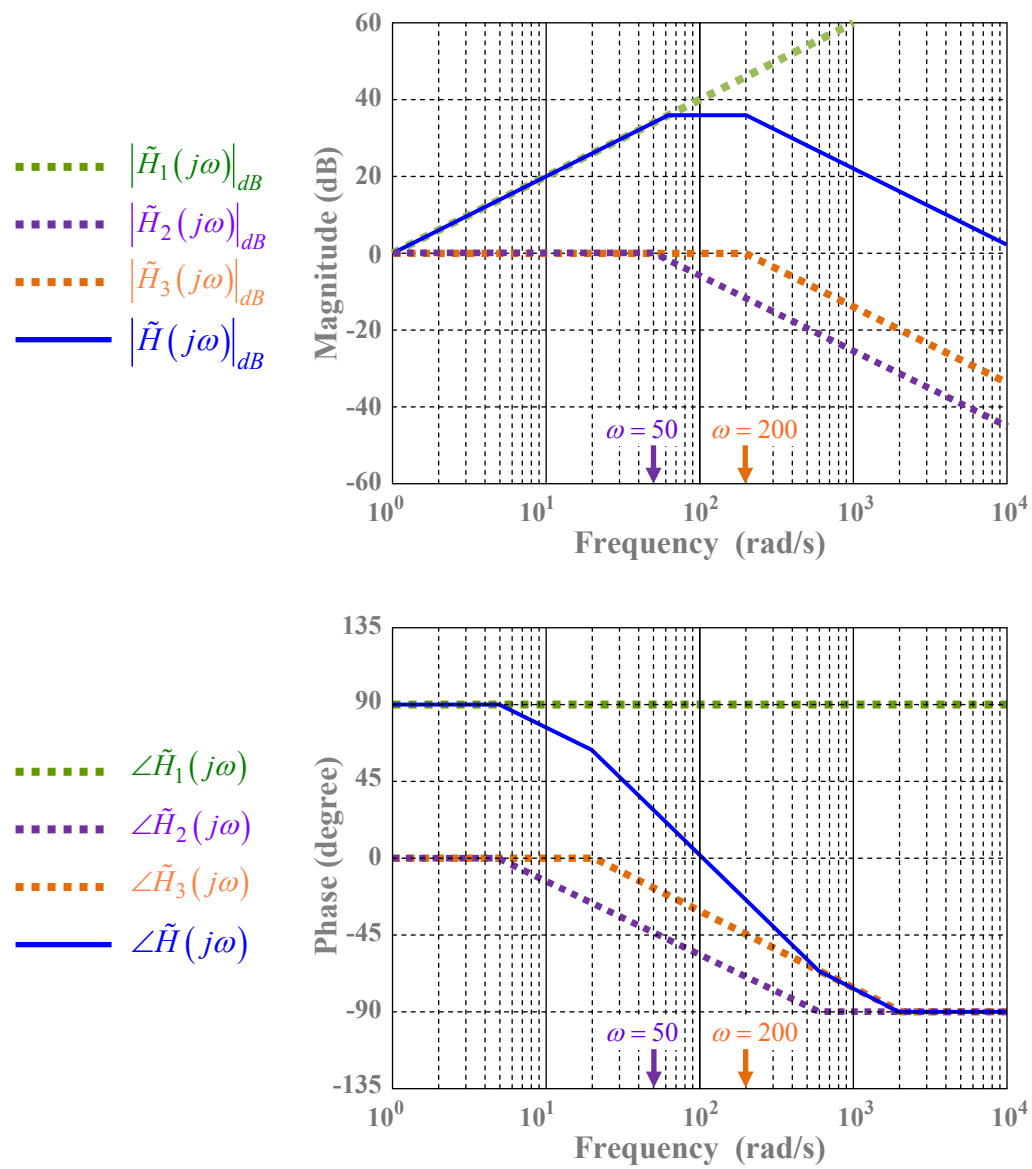 |H̃₁(jω)|dB
|H̃₂(jω)|dB
|H̃₃(jω)|dB
|H̃(jω)|dB
Magnitude (dB)
60
40
20
0
-20
-40
-60
ω = 50
ω = 200
10⁰
10¹
10²
10³
10⁴
Frequency (rad/s)
∠H̃₁(jω)
∠H̃₂(jω)
∠H̃₃(jω)
∠H̃(jω)
Phase (degree)
135
90
45
0
-45
-90
-135
ω = 50
ω = 200
10⁰
10¹
10²
10³
10⁴
Frequency (rad/s)